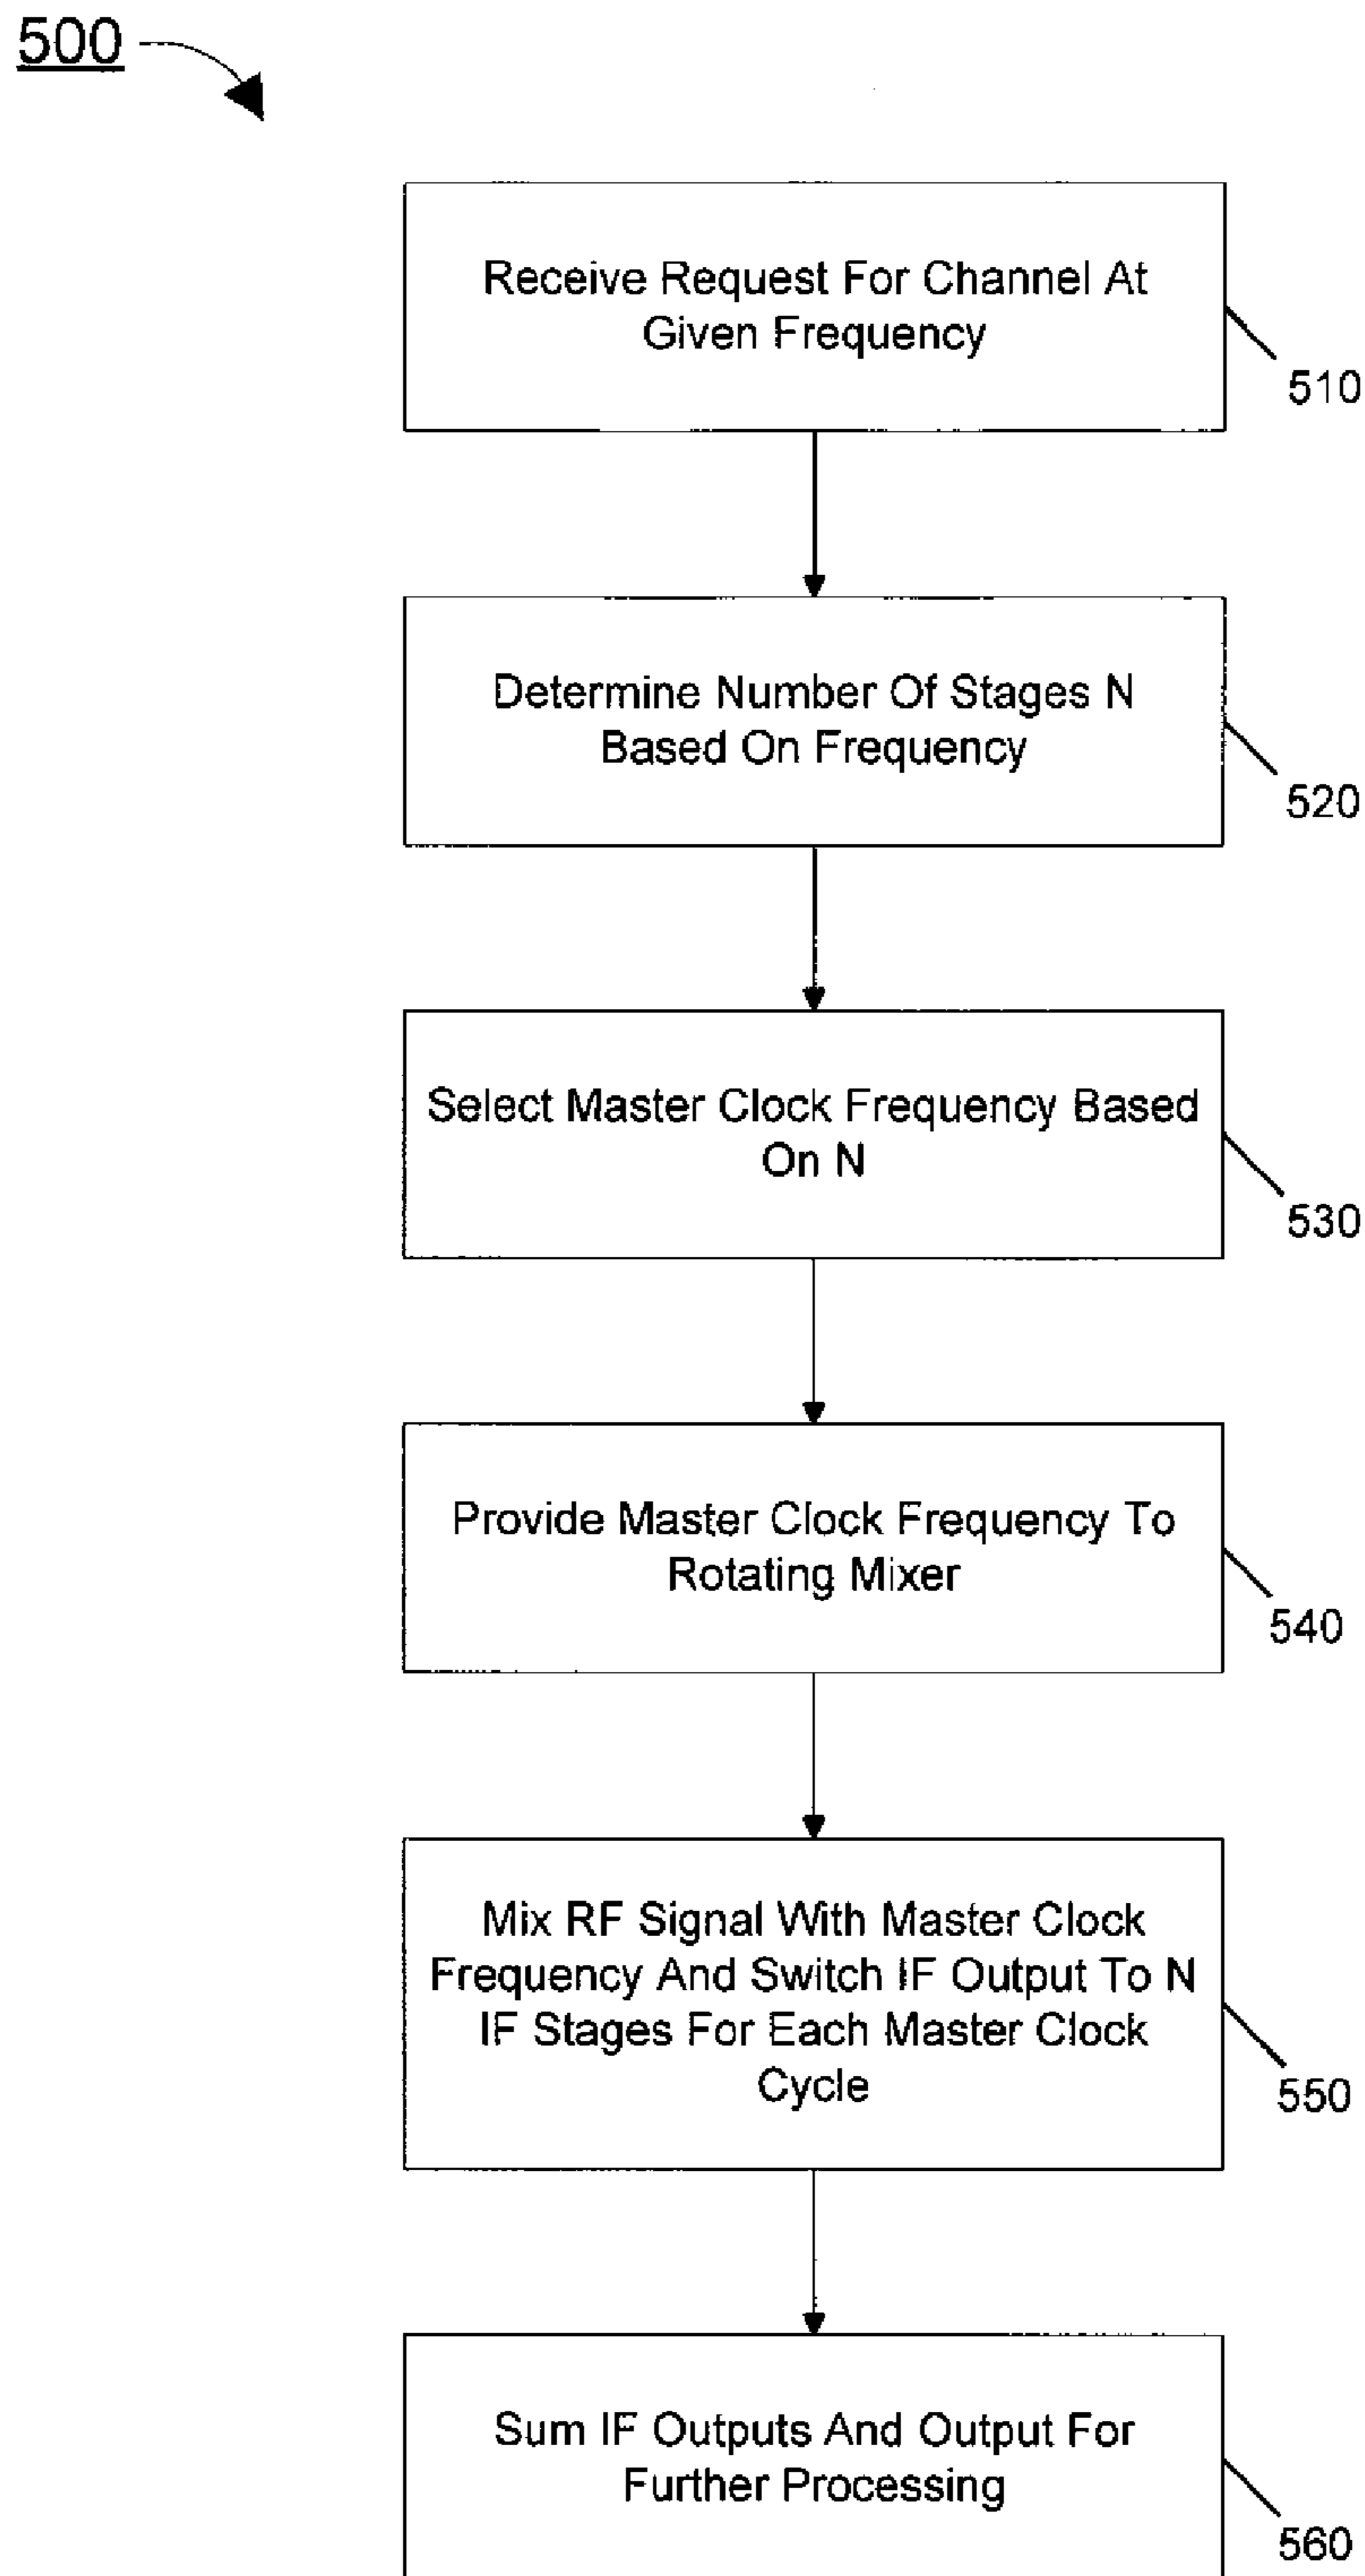 500
Receive Request For Channel At
Given Frequency
510
Determine Number Of Stages N
Based On Frequency
520
Select Master Clock Frequency Based
On N
530
Provide Master Clock Frequency To
Rotating Mixer
540
Mix RF Signal With Master Clock
Frequency And Switch IF Output To N
IF Stages For Each Master Clock
Cycle
550
Sum IF Outputs And Output For
Further Processing
560